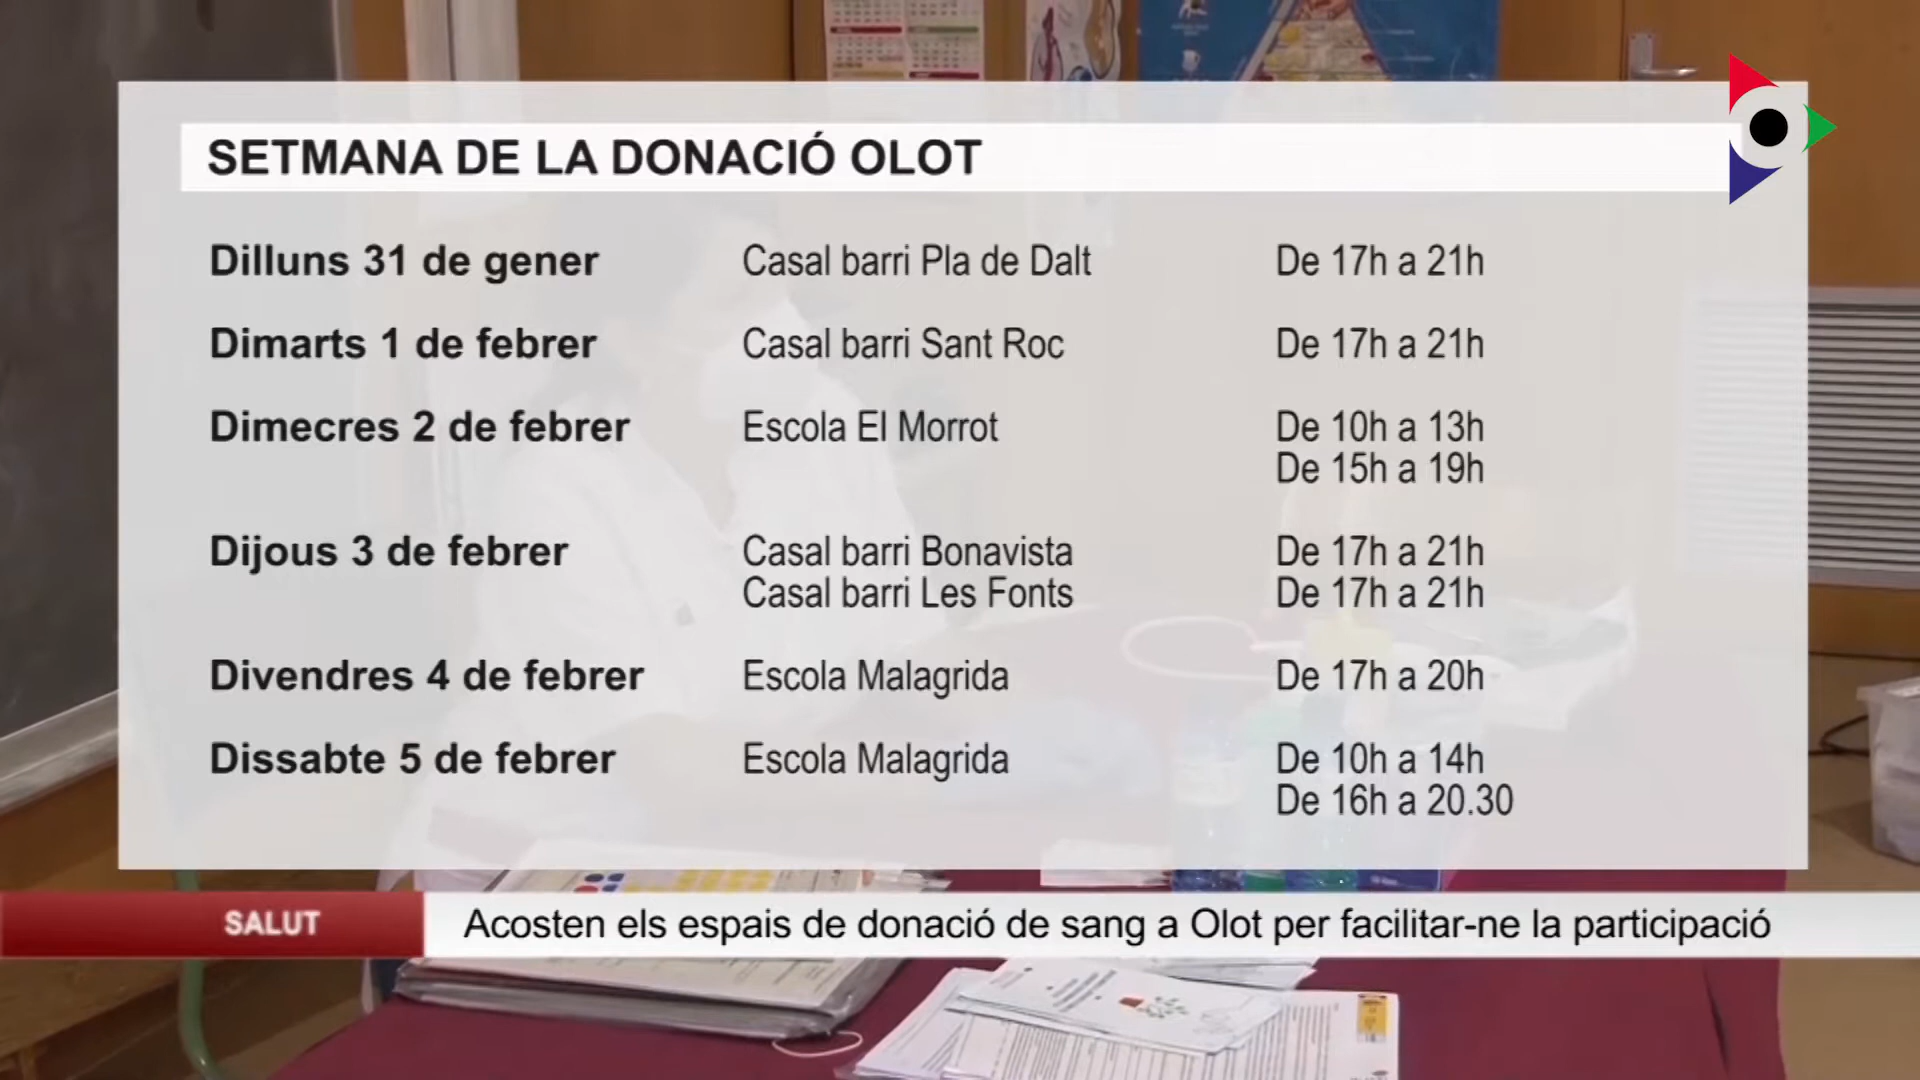 SETMANA DE LA DONACIÓ OLOT
Dilluns 31 de gener Casal barri Pla de Dalt De 17h a 21h
Dimarts 1 de febrer Casal barri Sant Roc De 17h a 21h
Dimecres 2 de febrer Escola El Morrot De 10h a 13h
De 15h a 19h
Dijous 3 de febrer Casal barri Bonavista De 17h a 21h
Casal barri Les Fonts De 17h a 21h
Divendres 4 de febrer Escola Malagrida De 17h a 20h
Dissabte 5 de febrer Escola Malagrida De 10h a 14h
De 16h a 20.30
SALUT Acosten els espais de donació de sang a Olot per facilitar-ne la participació